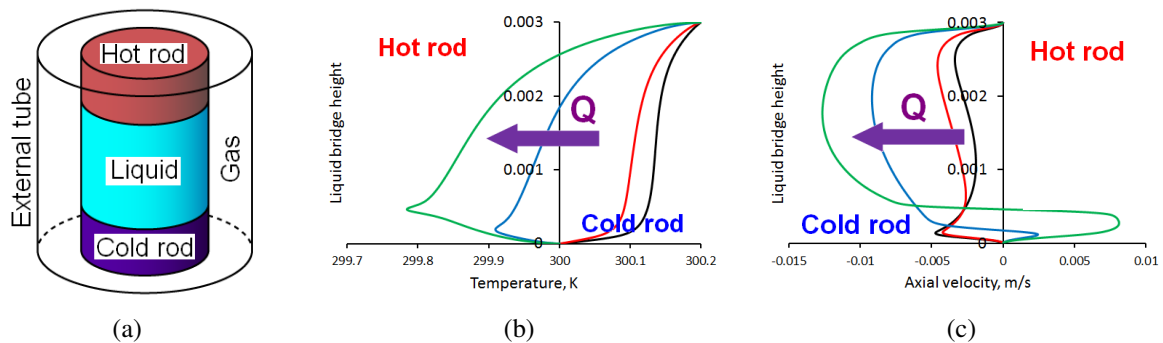 External tube
Hot rod
Liquid
Cold rod
Gas
(a)
Liquid bridge height
0.003
0.002
0.001
0
Hot rod
Q
Cold rod
299.7 299.8 299.9 300 300.1 300.2
Temperature, K
(b)
Liquid bridge height
0.003
0.002
0.001
0
Hot rod
Q
Cold rod
-0.015 -0.01 -0.005 0 0.005 0.01
Axial velocity, m/s
(c)